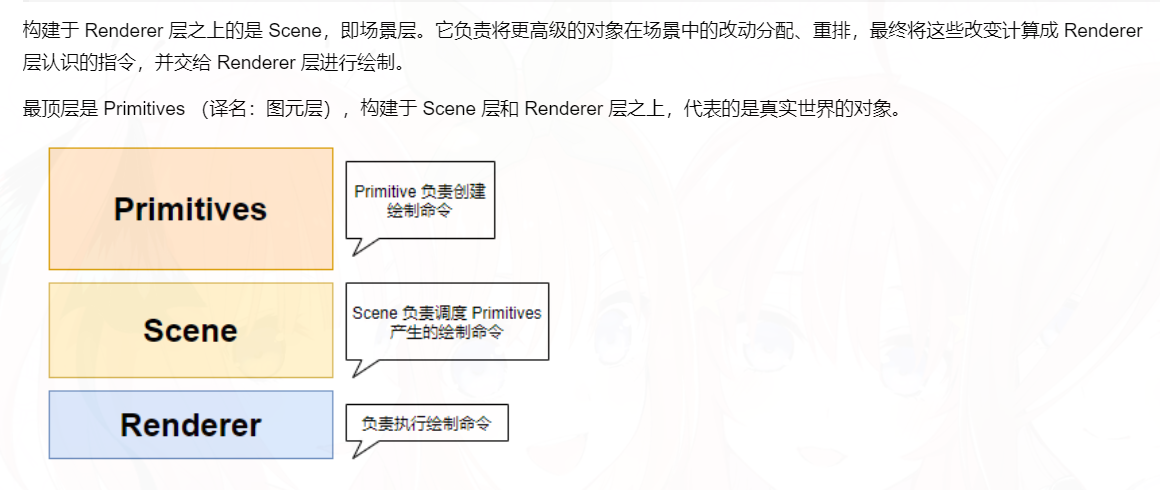 构建于 Renderer 层之上的是 Scene，即场景层。它负责将更高级的对象在场景中的改动分配、重排，最终将这些改变计算成 Renderer
层认识的指令，并交给 Renderer 层进行绘制。
最顶层是 Primitives （译名：图元层），构建于 Scene 层和 Renderer 层之上，代表的是真实世界的对象。
Primitives
Primitive 负责创建
绘制命令
Scene
Scene 负责调度 Primitives
产生的绘制命令
Renderer
负责执行绘制命令